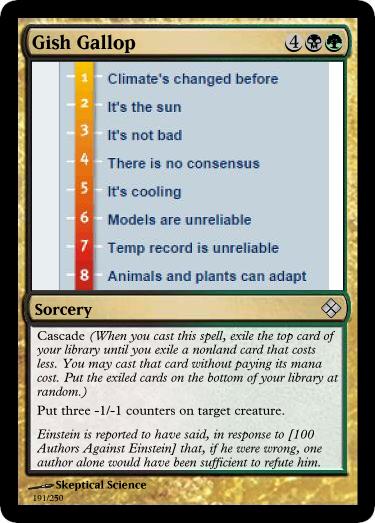 Gish Gallop 4
1 Climate's changed before
2 It's the sun
3 It's not bad
4 There is no consensus
5 It's cooling
6 Models are unreliable
7 Temp record is unreliable
8 Animals and plants can adapt
Sorcery
Cascade (When you cast this spell, exile the top card of
your library until you exile a nonland card that costs
less. You may cast that card without paying its mana
cost. Put the exiled cards on the bottom of your library at
random.)
Put three -1/-1 counters on target creature.
Einstein is reported to have said, in response to [100
Authors Against Einstein] that, if he were wrong, one
author alone would have been sufficient to refute him.
Skeptical Science
191/250